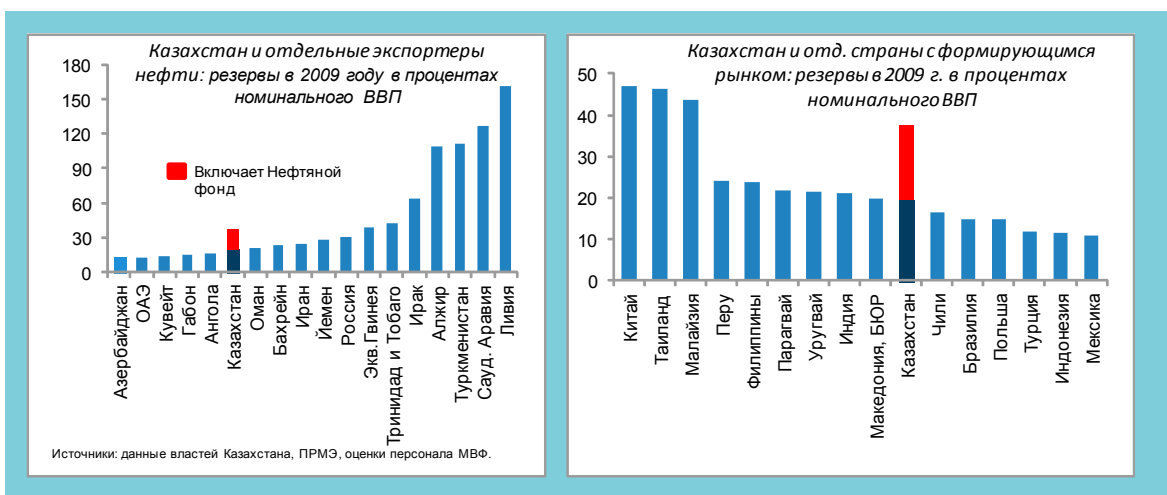 Казахстан и отдельные экспортеры
нефти: резервы в 2009 году в процентах
номинального ВВП
180
150
120
90
60
30
0
Включает Нефтяной
фонд
Азербайджан
ОАЭ
Кувейт
Габон
Ангола
Казахстан
Оман
Бахрейн
Иран
Йемен
Россия
Экв.Гвинея
Тринидад и Тобаго
Ирак
Алжир
Туркменистан
Сауд. Аравия
Ливия
Источники: данные властей Казахстана, ПРМЭ, оценки персонала МВФ.
Казахстан и отд. страны с формирующимся
рынком: резервы в 2009 г. в процентах
номинального ВВП
50
40
30
20
10
0
Китай
Таиланд
Малайзия
Перу
Филиппины
Парагвай
Уругвай
Индия
Македония, БЮР
Казахстан
Чили
Бразилия
Польша
Турция
Индонезия
Мексика